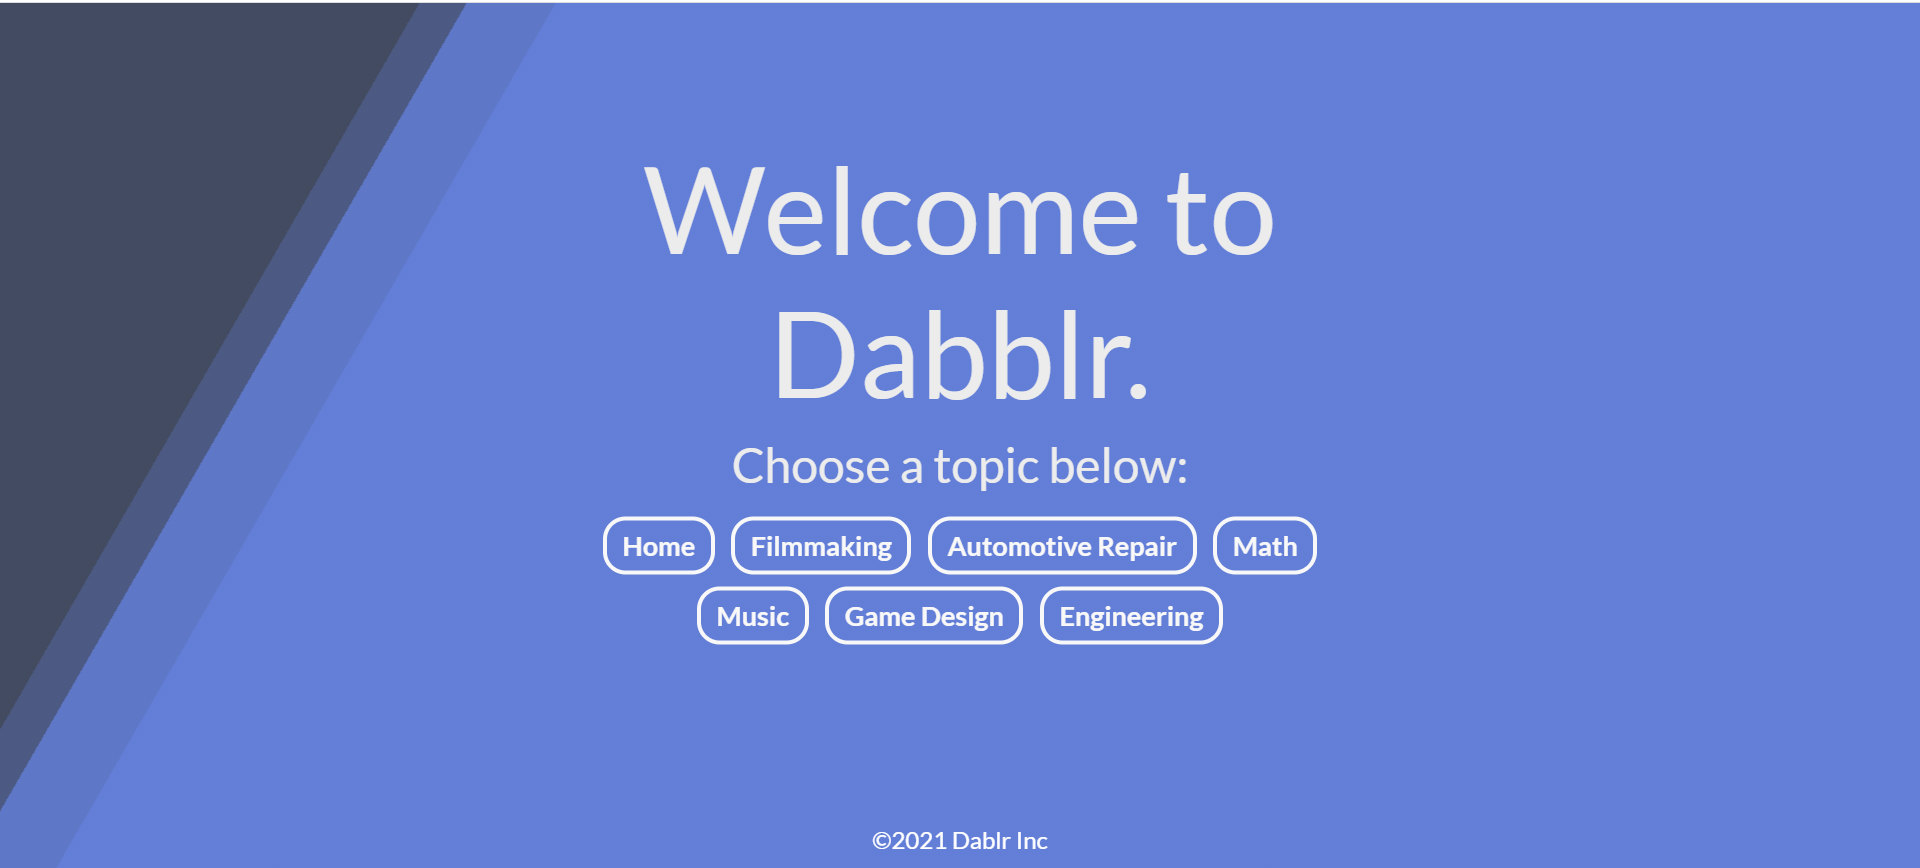 Welcome to
Dabblr.
Choose a topic below:
Home Filmmaking Automotive Repair Math
Music Game Design Engineering
©2021 Dablr Inc